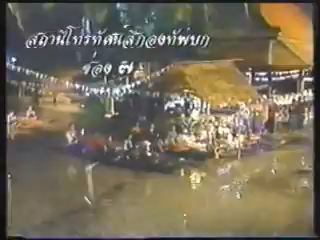 สถานีโทรทัศน์สีกองทัพบก
ช่อง ๗